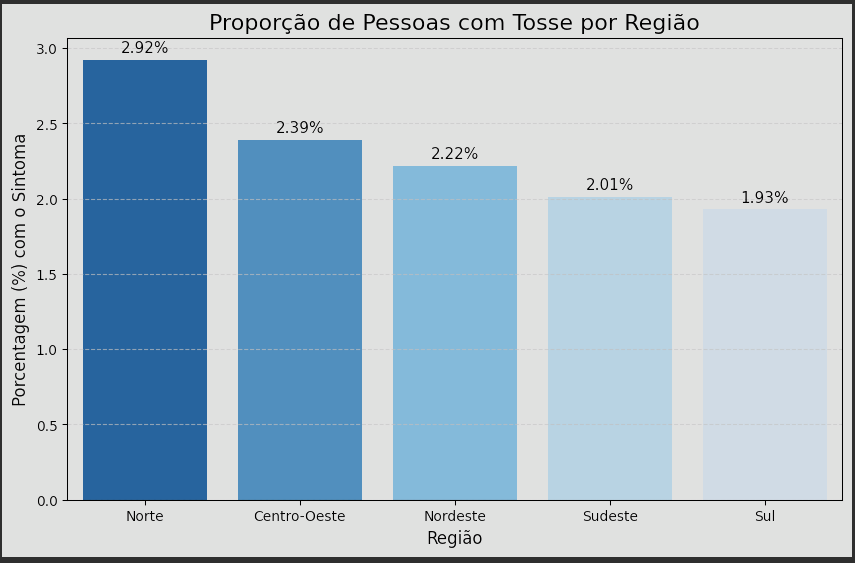 Proporção de Pessoas com Tosse por Região
Porcentagem (%) com o Sintoma
3.0
2.5
2.0
1.5
1.0
0.5
0.0
2.92%
2.39%
2.22%
2.01%
1.93%
Norte
Centro-Oeste
Nordeste
Sudeste
Sul
Região